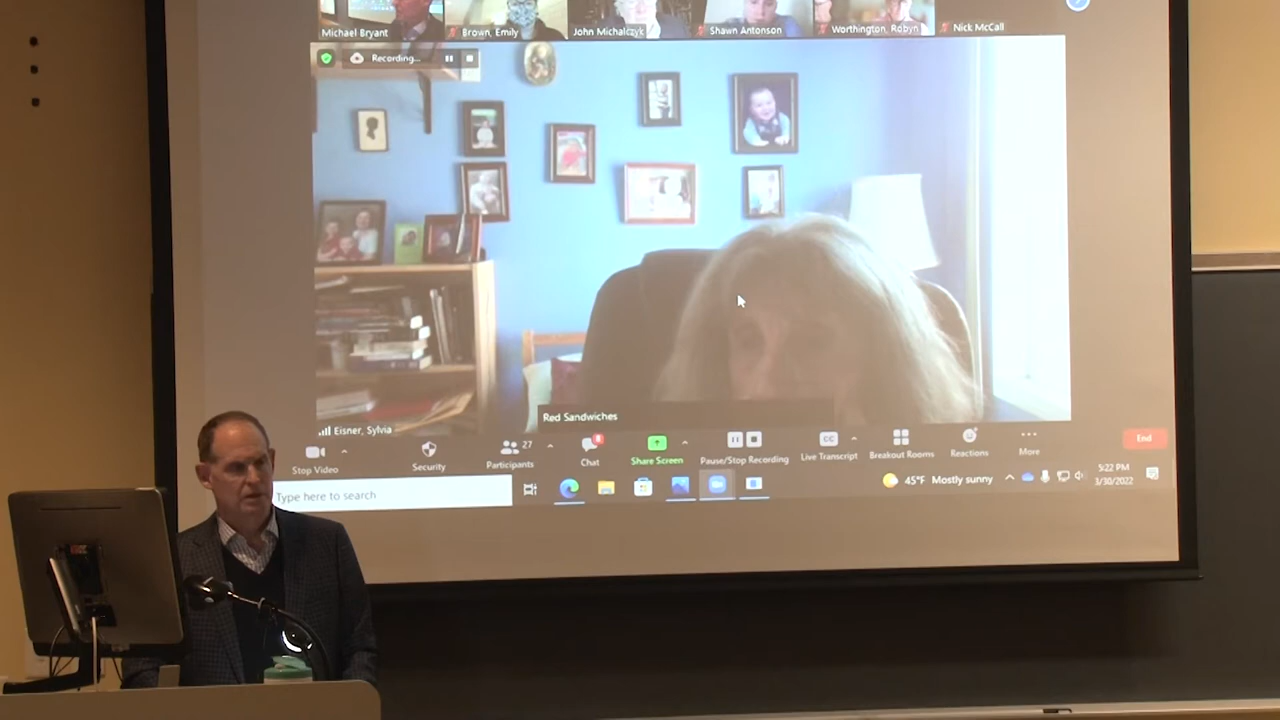 Michael Bryant
Brown, Emily
John Michalczyk
Shawn Antonson
Worthington, Robyn
Nick McCall
Recording...
Red Sandwiches
Eisner, Sylvia
Stop Video
Security
27
Participants
8
Chat
Share Screen
Pause/Stop Recording
CC
Live Transcript
Breakout Rooms
Reactions
More
End
Type here to search
45°F Mostly sunny
5:22 PM
3/30/2022